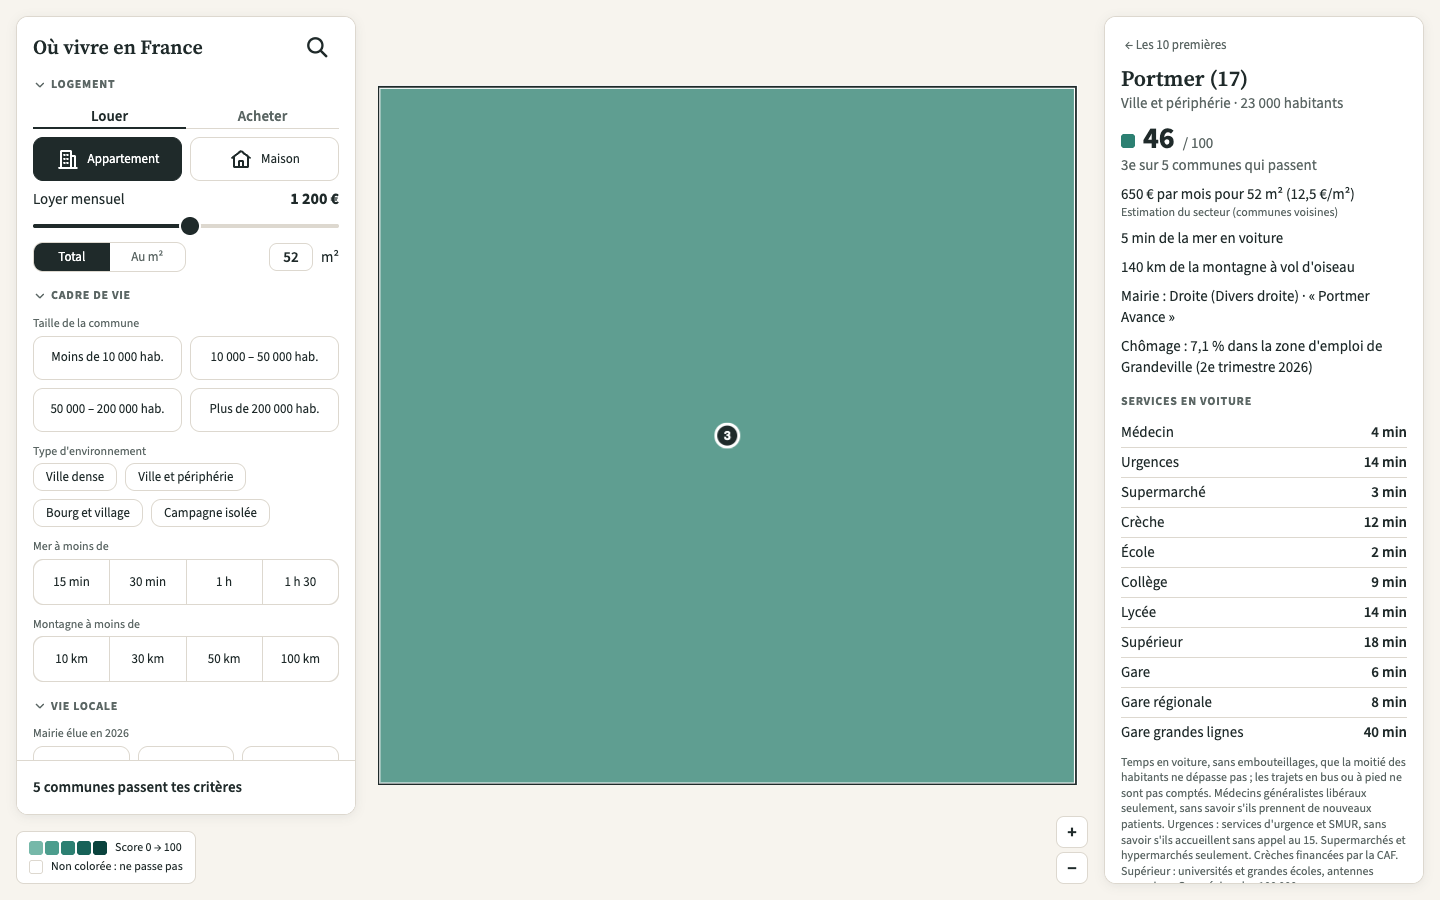 Où vivre en France
LOGEMENT
Louer
Acheter
Appartement
Maison
Loyer mensuel
1 200 €
Total
Au m²
52
m²
CADRE DE VIE
Taille de la commune
Moins de 10 000 hab.
10 000 – 50 000 hab.
50 000 – 200 000 hab.
Plus de 200 000 hab.
Type d'environnement
Ville dense
Ville et périphérie
Bourg et village
Campagne isolée
Mer à moins de
15 min
30 min
1 h
1 h 30
Montagne à moins de
10 km
30 km
50 km
100 km
VIE LOCALE
Mairie élue en 2026
5 communes passent tes critères
Score 0 → 100
Non colorée : ne passe pas
3
+
−
← Les 10 premières
Portmer (17)
Ville et périphérie · 23 000 habitants
46 / 100
3e sur 5 communes qui passent
650 € par mois pour 52 m² (12,5 €/m²)
Estimation du secteur (communes voisines)
5 min de la mer en voiture
140 km de la montagne à vol d'oiseau
Mairie : Droite (Divers droite) · « Portmer
Avance »
Chômage : 7,1 % dans la zone d'emploi de
Grandeville (2e trimestre 2026)
SERVICES EN VOITURE
Médecin 4 min
Urgences 14 min
Supermarché 3 min
Crèche 12 min
École 2 min
Collège 9 min
Lycée 14 min
Supérieur 18 min
Gare 6 min
Gare régionale 8 min
Gare grandes lignes 40 min
Temps en voiture, sans embouteillages, que la moitié des
habitants ne dépasse pas ; les trajets en bus ou à pied ne
sont pas comptés. Médecins généralistes libéraux
seulement, sans savoir s'ils prennent de nouveaux
patients. Urgences : services d'urgence et SMUR, sans
savoir s'ils accueillent sans appel au 15. Supermarchés et
hypermarchés seulement. Crèches financées par la CAF.
Supérieur : universités et grandes écoles, antennes